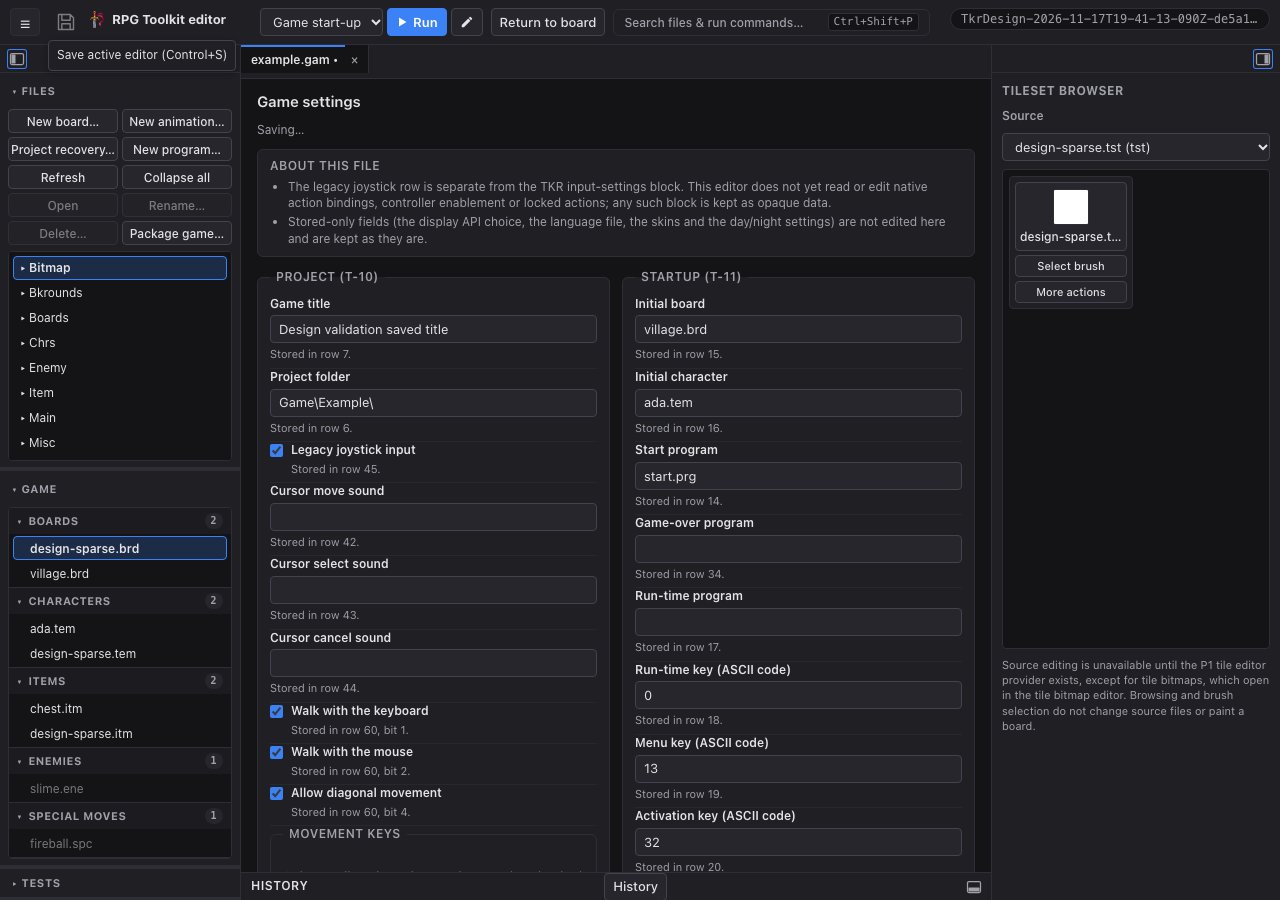 RPG Toolkit editor
Game start-up
Run
Return to board
Search files & run commands...
Ctrl+Shift+P
TkrDesign-2026-11-17T19-41-13-090Z-de5a1...
Save active editor (Control+S)
example.gam • ×
FILES
New board...
New animation...
Project recovery...
New program...
Refresh
Collapse all
Open
Rename...
Delete...
Package game...
Bitmap
Bkrounds
Boards
Chrs
Enemy
Item
Main
Misc
GAME
BOARDS 2
design-sparse.brd
village.brd
CHARACTERS 2
ada.tem
design-sparse.tem
ITEMS 2
chest.itm
design-sparse.itm
ENEMIES 1
slime.ene
SPECIAL MOVES 1
fireball.spc
TESTS
Game settings
Saving...
ABOUT THIS FILE
• The legacy joystick row is separate from the TKR input-settings block. This editor does not yet read or edit native
action bindings, controller enablement or locked actions; any such block is kept as opaque data.
• Stored-only fields (the display API choice, the language file, the skins and the day/night settings) are not edited here
and are kept as they are.
PROJECT (T-10)
Game title
Design validation saved title
Stored in row 7.
Project folder
Game\Example\
Stored in row 6.
Legacy joystick input
Stored in row 45.
Cursor move sound
Stored in row 42.
Cursor select sound
Stored in row 43.
Cursor cancel sound
Stored in row 44.
Walk with the keyboard
Stored in row 60, bit 1.
Walk with the mouse
Stored in row 60, bit 2.
Allow diagonal movement
Stored in row 60, bit 4.
MOVEMENT KEYS
STARTUP (T-11)
Initial board
village.brd
Stored in row 15.
Initial character
ada.tem
Stored in row 16.
Start program
start.prg
Stored in row 14.
Game-over program
Stored in row 34.
Run-time program
Stored in row 17.
Run-time key (ASCII code)
0
Stored in row 18.
Menu key (ASCII code)
13
Stored in row 19.
Activation key (ASCII code)
32
Stored in row 20.
HISTORY
History
TILESET BROWSER
Source
design-sparse.tst (tst)
design-sparse.t...
Select brush
More actions
Source editing is unavailable until the P1 tile editor
provider exists, except for tile bitmaps, which open
in the tile bitmap editor. Browsing and brush
selection do not change source files or paint a
board.